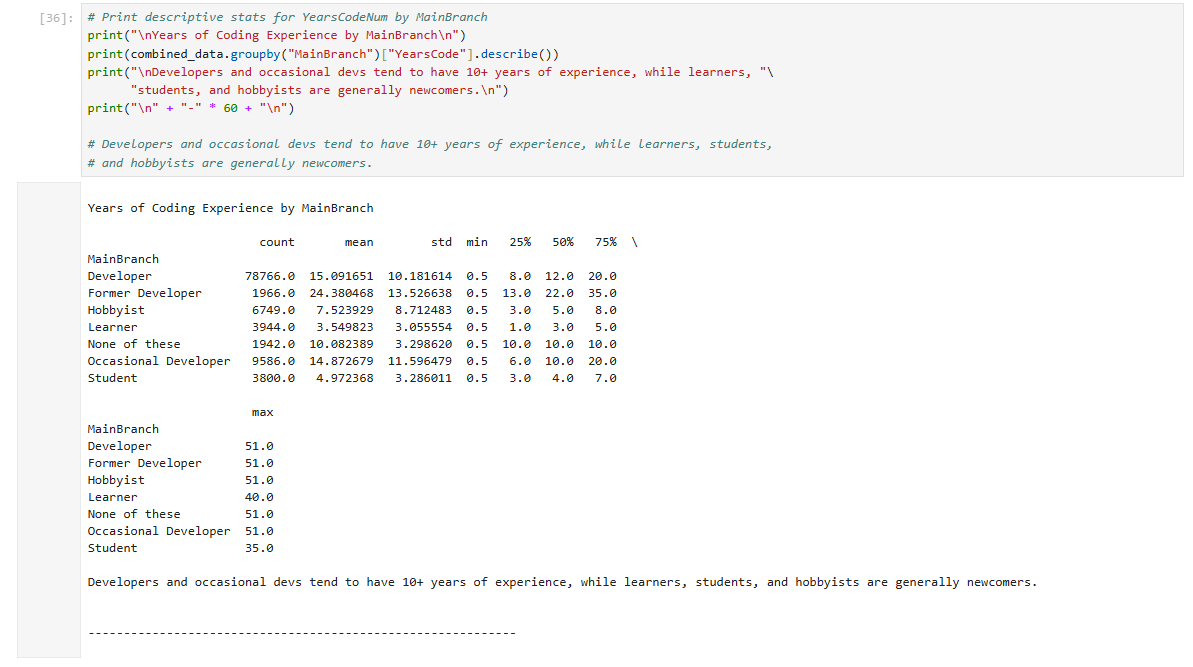 [36]: # Print descriptive stats for YearsCodeNum by MainBranch
print("\nYears of Coding Experience by MainBranch\n")
print(combined_data.groupby("MainBranch")["YearsCode"].describe())
print("\nDevelopers and occasional devs tend to have 10+ years of experience, while learners, "\
      "students, and hobbyists are generally newcomers.\n")
print("\n" + "-" * 60 + "\n")
# Developers and occasional devs tend to have 10+ years of experience, while learners, students,
# and hobbyists are generally newcomers.
Years of Coding Experience by MainBranch
                        count       mean        std  min   25%   50%   75%  \
MainBranch
Developer             78766.0  15.091651  10.181614  0.5   8.0  12.0  20.0
Former Developer       1966.0  24.380468  13.526638  0.5  13.0  22.0  35.0
Hobbyist               6749.0   7.523929   8.712483  0.5   3.0   5.0   8.0
Learner                3944.0   3.549823   3.055554  0.5   1.0   3.0   5.0
None of these          1942.0  10.082389   3.298620  0.5  10.0  10.0  10.0
Occasional Developer   9586.0  14.872679  11.596479  0.5   6.0  10.0  20.0
Student                3800.0   4.972368   3.286011  0.5   3.0   4.0   7.0
                       max
MainBranch
Developer             51.0
Former Developer      51.0
Hobbyist              51.0
Learner               40.0
None of these         51.0
Occasional Developer  51.0
Student               35.0
Developers and occasional devs tend to have 10+ years of experience, while learners, students, and hobbyists are generally newcomers.
------------------------------------------------------------